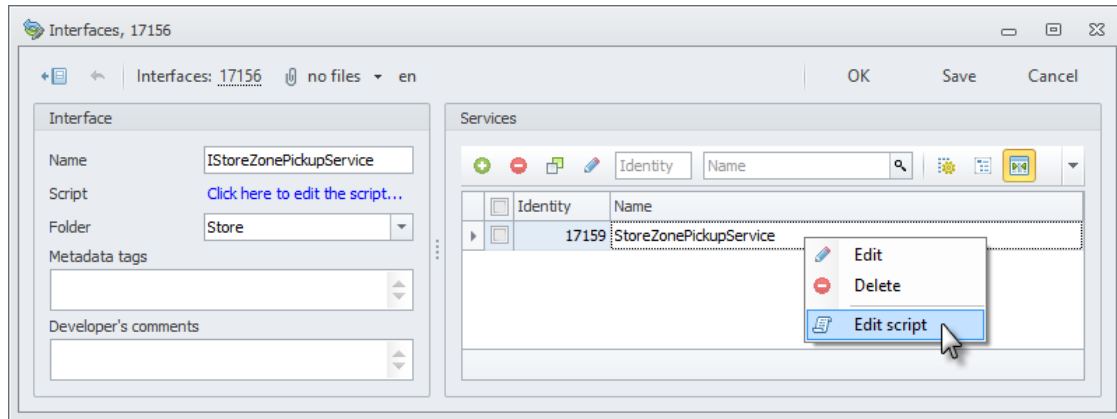 Interfaces, 17156
Interfaces: 17156 no files en OK Save Cancel
Interface
Name IStoreZonePickupService
Script Click here to edit the script...
Folder Store
Metadata tags
Developer's comments
Services
Identity Name
Identity Name
17159 StoreZonePickupService
Edit
Delete
Edit script